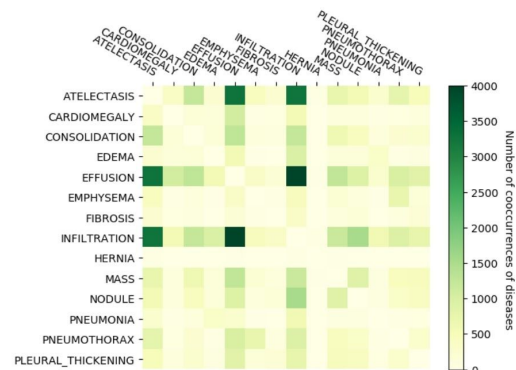 ATELECTASIS
CARDIOMEGALY
CONSOLIDATION
EDEMA
EFFUSION
EMPHYSEMA
FIBROSIS
INFILTRATION
HERNIA
MASS
NODULE
PNEUMONIA
PNEUMOTHORAX
PLEURAL_THICKENING
ATELECTASIS
CARDIOMEGALY
CONSOLIDATION
EDEMA
EFFUSION
EMPHYSEMA
FIBROSIS
INFILTRATION
HERNIA
MASS
NODULE
PNEUMONIA
PNEUMOTHORAX
PLEURAL_THICKENING
4000
3500
3000
2500
2000
1500
1000
500
0
Number of cooccurrences of diseases